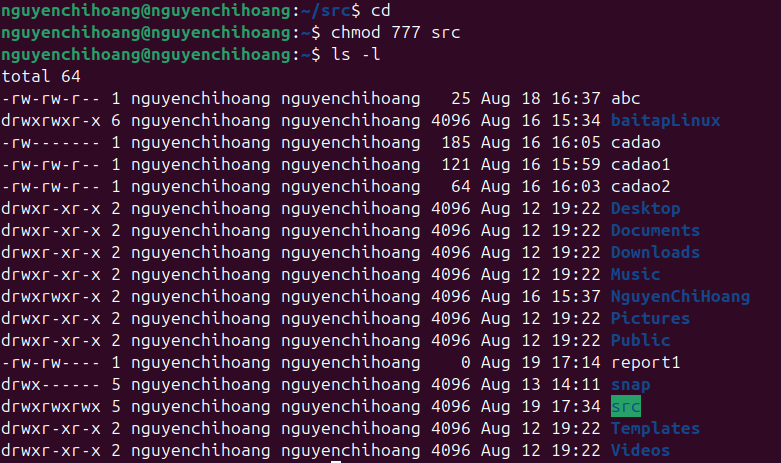 nguyenchihoang@nguyenchihoang:~/src$ cd
nguyenchihoang@nguyenchihoang:~$ chmod 777 src
nguyenchihoang@nguyenchihoang:~$ ls -l
total 64
-rw-rw-r-- 1 nguyenchihoang nguyenchihoang   25 Aug 18 16:37 abc
drwxrwxr-x 6 nguyenchihoang nguyenchihoang 4096 Aug 16 15:34 baitapLinux
-rw------- 1 nguyenchihoang nguyenchihoang  185 Aug 16 16:05 cadao
-rw-rw-r-- 1 nguyenchihoang nguyenchihoang  121 Aug 16 15:59 cadao1
-rw-rw-r-- 1 nguyenchihoang nguyenchihoang   64 Aug 16 16:03 cadao2
drwxr-xr-x 2 nguyenchihoang nguyenchihoang 4096 Aug 12 19:22 Desktop
drwxr-xr-x 2 nguyenchihoang nguyenchihoang 4096 Aug 12 19:22 Documents
drwxr-xr-x 2 nguyenchihoang nguyenchihoang 4096 Aug 12 19:22 Downloads
drwxr-xr-x 2 nguyenchihoang nguyenchihoang 4096 Aug 12 19:22 Music
drwxrwxr-x 2 nguyenchihoang nguyenchihoang 4096 Aug 16 15:37 NguyenChiHoang
drwxr-xr-x 2 nguyenchihoang nguyenchihoang 4096 Aug 12 19:22 Pictures
drwxr-xr-x 2 nguyenchihoang nguyenchihoang 4096 Aug 12 19:22 Public
-rw-rw---- 1 nguyenchihoang nguyenchihoang    0 Aug 19 17:14 report1
drwx------ 5 nguyenchihoang nguyenchihoang 4096 Aug 13 14:11 snap
drwxrwxrwx 5 nguyenchihoang nguyenchihoang 4096 Aug 19 17:34 src
drwxr-xr-x 2 nguyenchihoang nguyenchihoang 4096 Aug 12 19:22 Templates
drwxr-xr-x 2 nguyenchihoang nguyenchihoang 4096 Aug 12 19:22 Videos